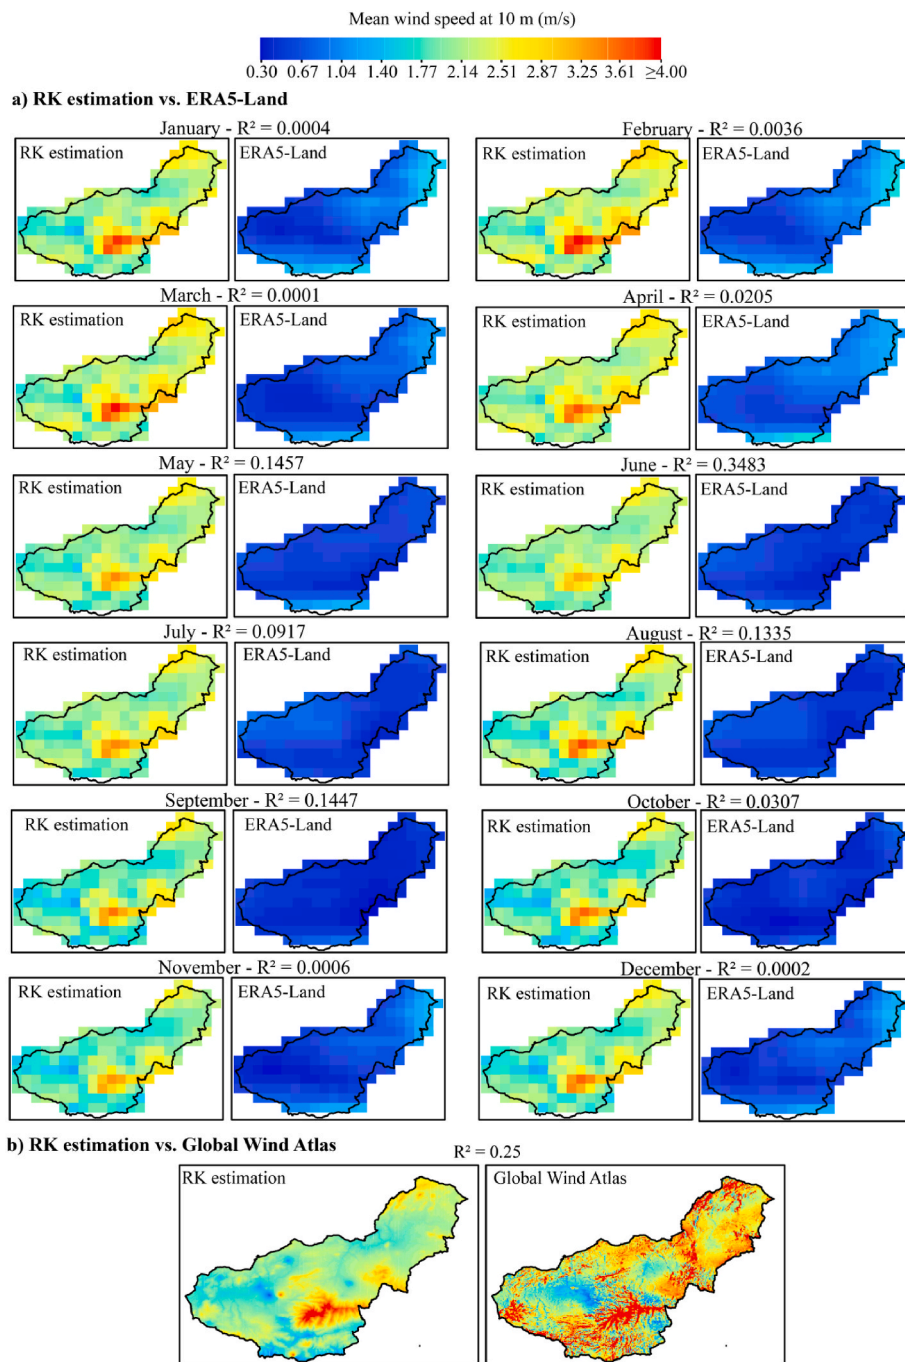 Mean wind speed at 10 m (m/s)
0.30 0.67 1.04 1.40 1.77 2.14 2.51 2.87 3.25 3.61 ≥4.00
a) RK estimation vs. ERA5-Land
January - R² = 0.0004
February - R² = 0.0036
RK estimation
ERA5-Land
RK estimation
ERA5-Land
March - R² = 0.0001
April - R² = 0.0205
RK estimation
ERA5-Land
RK estimation
ERA5-Land
May - R² = 0.1457
June - R² = 0.3483
RK estimation
ERA5-Land
RK estimation
ERA5-Land
July - R² = 0.0917
August - R² = 0.1335
RK estimation
ERA5-Land
RK estimation
ERA5-Land
September - R² = 0.1447
October - R² = 0.0307
RK estimation
ERA5-Land
RK estimation
ERA5-Land
November - R² = 0.0006
December - R² = 0.0002
RK estimation
ERA5-Land
RK estimation
ERA5-Land
b) RK estimation vs. Global Wind Atlas
R² = 0.25
RK estimation
Global Wind Atlas